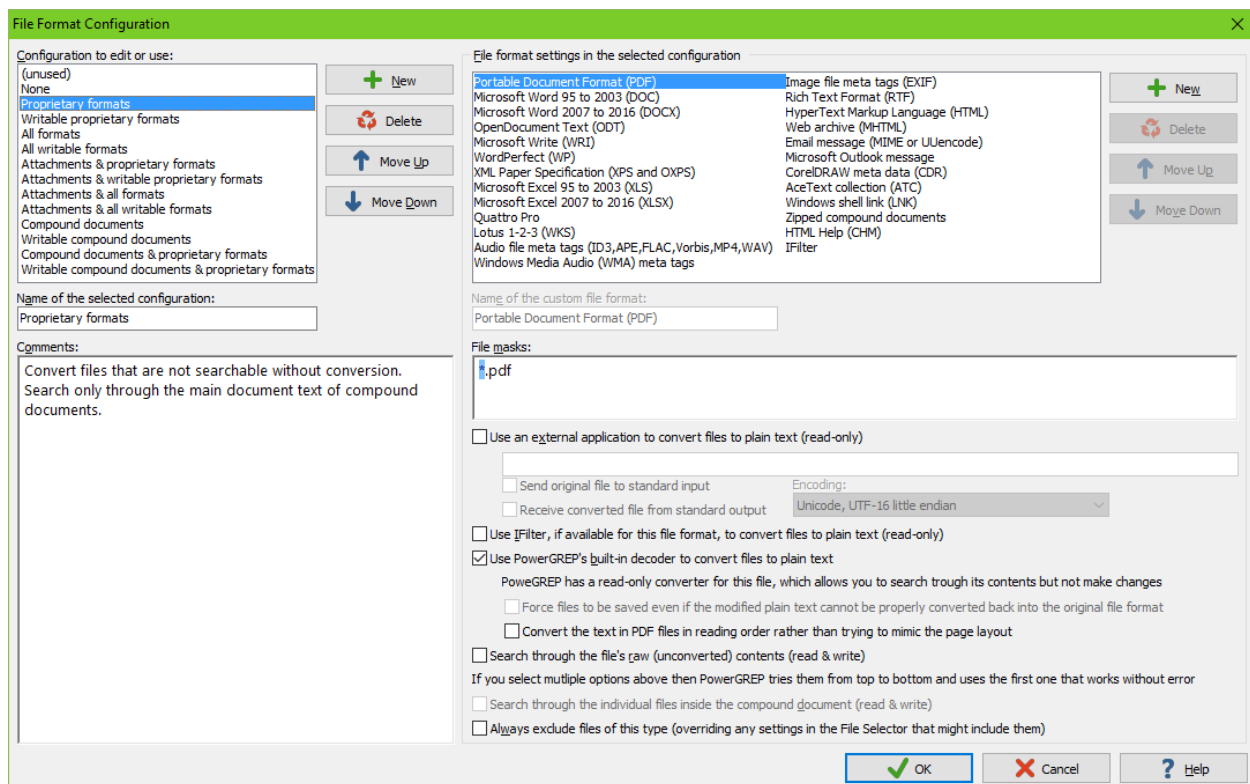 File Format Configuration
Configuration to edit or use:
(unused)
None
Proprietary formats
Writable proprietary formats
All formats
All writable formats
Attachments & proprietary formats
Attachments & writable proprietary formats
Attachments & all formats
Attachments & all writable formats
Compound documents
Writable compound documents
Compound documents & proprietary formats
Writable compound documents & proprietary formats
New
Delete
Move Up
Move Down
Name of the selected configuration:
Proprietary formats
Comments:
Convert files that are not searchable without conversion.
Search only through the main document text of compound
documents.
File format settings in the selected configuration
Portable Document Format (PDF)
Microsoft Word 95 to 2003 (DOC)
Microsoft Word 2007 to 2016 (DOCX)
OpenDocument Text (ODT)
Microsoft Write (WRI)
WordPerfect (WP)
XML Paper Specification (XPS and OXPS)
Microsoft Excel 95 to 2003 (XLS)
Microsoft Excel 2007 to 2016 (XLSX)
Quattro Pro
Lotus 1-2-3 (WKS)
Audio file meta tags (ID3,APE,FLAC,Vorbis,MP4,WAV)
Windows Media Audio (WMA) meta tags
Image file meta tags (EXIF)
Rich Text Format (RTF)
HyperText Markup Language (HTML)
Web archive (MHTML)
Email message (MIME or UUencode)
Microsoft Outlook message
CorelDRAW meta data (CDR)
AceText collection (ATC)
Windows shell link (LNK)
Zipped compound documents
HTML Help (CHM)
IFilter
New
Delete
Move Up
Move Down
Name of the custom file format:
Portable Document Format (PDF)
File masks:
*.pdf
Use an external application to convert files to plain text (read-only)
Send original file to standard input
Receive converted file from standard output
Encoding:
Unicode, UTF-16 little endian
Use IFilter, if available for this file format, to convert files to plain text (read-only)
Use PowerGREP's built-in decoder to convert files to plain text
PoweGREP has a read-only converter for this file, which allows you to search trough its contents but not make changes
Force files to be saved even if the modified plain text cannot be properly converted back into the original file format
Convert the text in PDF files in reading order rather than trying to mimic the page layout
Search through the file's raw (unconverted) contents (read & write)
If you select mutliple options above then PowerGREP tries them from top to bottom and uses the first one that works without error
Search through the individual files inside the compound document (read & write)
Always exclude files of this type (overriding any settings in the File Selector that might include them)
OK
Cancel
Help